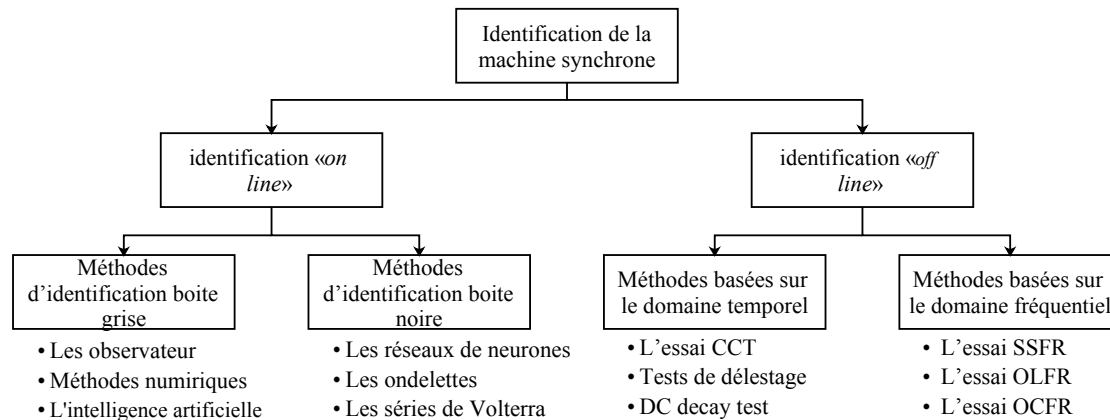 Identification de la
machine synchrone
identification «on
line»
identification «off
line»
Méthodes
d’identification boite
grise
• Les observateur
• Méthodes numiriques
• L'intelligence artificielle
Méthodes
d’identification boite
noire
• Les réseaux de neurones
• Les ondelettes
• Les séries de Volterra
Méthodes basées sur
le domaine temporel
• L’essai CCT
• Tests de délestage
• DC decay test
Méthodes basées sur
le domaine fréquentiel
• L’essai SSFR
• L’essai OLFR
• L’essai OCFR